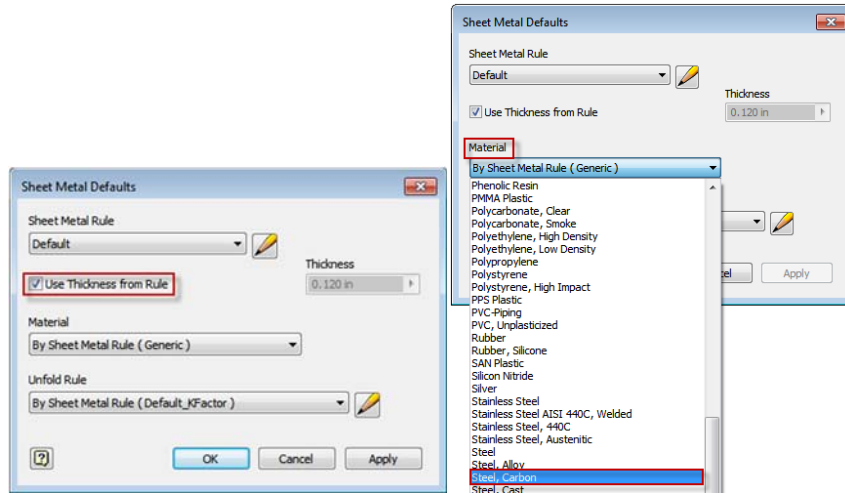 Sheet Metal Defaults
Sheet Metal Rule
Default
Use Thickness from Rule
Thickness
0.120 in
Material
By Sheet Metal Rule ( Generic )
Unfold Rule
By Sheet Metal Rule ( Default_KFactor )
OK
Cancel
Apply
Sheet Metal Defaults
Sheet Metal Rule
Default
Thickness
Use Thickness from Rule
0.120 in
Material
By Sheet Metal Rule ( Generic )
Phenolic Resin
PMMA Plastic
Polycarbonate, Clear
Polycarbonate, Smoke
Polyethylene, High Density
Polyethylene, Low Density
Polypropylene
Polystyrene
Polystyrene, High Impact
PPS Plastic
PVC-Piping
PVC, Unplasticized
Rubber
Rubber, Silicone
SAN Plastic
Silicon Nitride
Silver
Stainless Steel
Stainless Steel AISI 440C, Welded
Stainless Steel, 440C
Stainless Steel, Austenitic
Steel
Steel, Alloy
Steel, Carbon
Steel, Cast
Apply